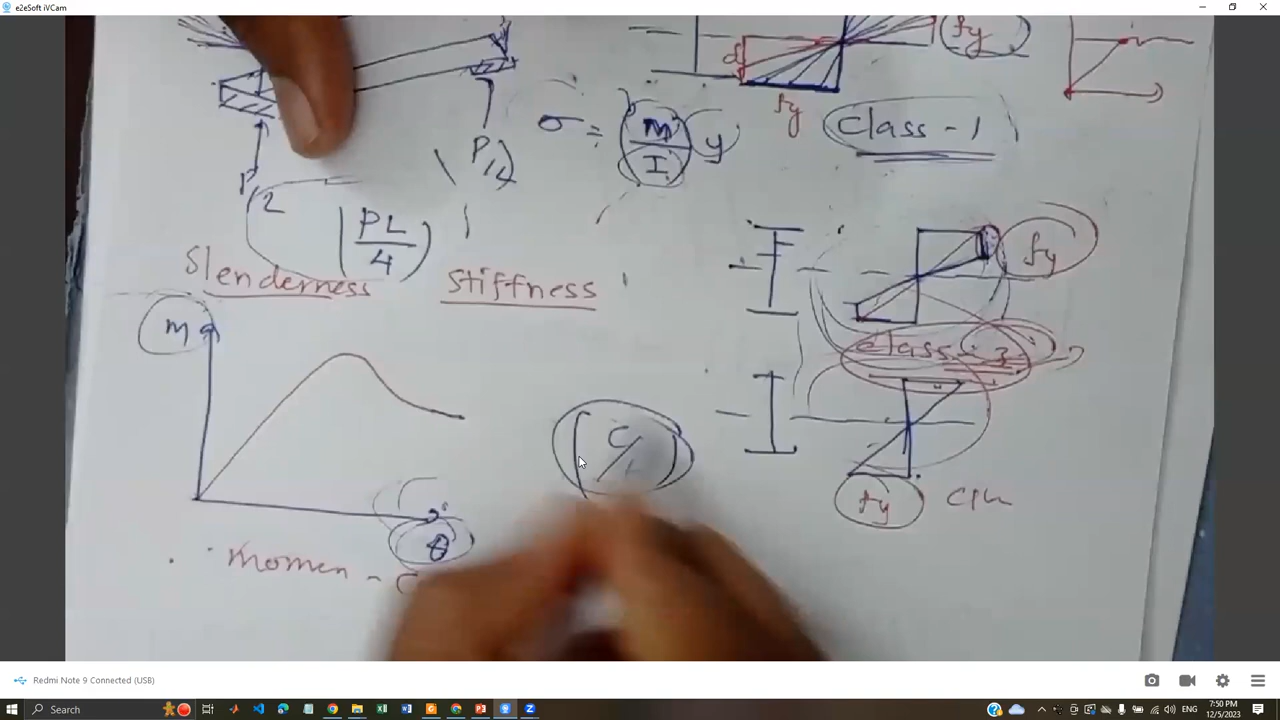 e2eSoft iVCam
fy
d
fy
Class-1
σ = M/I y
P/2
P/2
PL/4
Slenderness
Stiffness
fy
Class-3
M
θ
Momen - C
C/t
fy
Redmi Note 9 Connected (USB)
Search
ENG
7:50 PM
12/5/2023